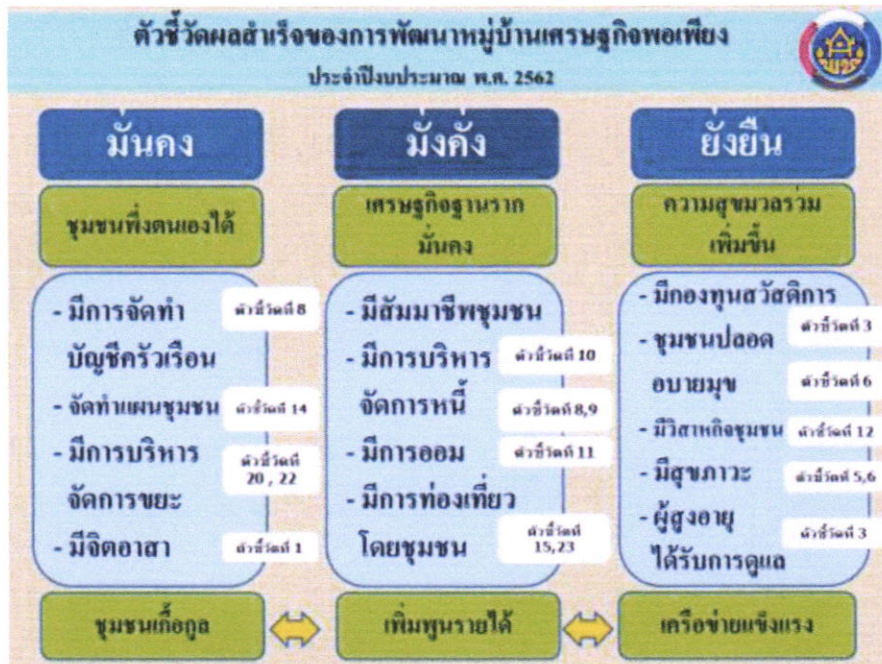 ตัวชี้วัดผลสำเร็จของการพัฒนาหมู่บ้านเศรษฐกิจพอเพียง
ประจำปีงบประมาณ พ.ศ. 2562
พช
มั่นคง
ชุมชนพึ่งตนเองได้
- มีการจัดทำ ตัวชี้วัดที่ 8
บัญชีครัวเรือน
- จัดทำแผนชุมชน ตัวชี้วัดที่ 14
- มีการบริหาร ตัวชี้วัดที่
จัดการขยะ 20 , 22
- มีจิตอาสา ตัวชี้วัดที่ 1
ชุมชนเกื้อกูล
มั่งคั่ง
เศรษฐกิจฐานราก
มั่นคง
- มีสัมมาชีพชุมชน
- มีการบริหาร ตัวชี้วัดที่ 10
จัดการหนี้ ตัวชี้วัดที่ 8,9
- มีการออม ตัวชี้วัดที่ 11
- มีการท่องเที่ยว ตัวชี้วัดที่
โดยชุมชน 15,23
เพิ่มพูนรายได้
ยั่งยืน
ความสุขมวลรวม
เพิ่มขึ้น
- มีกองทุนสวัสดิการ
- ชุมชนปลอด ตัวชี้วัดที่ 3
อบายมุข ตัวชี้วัดที่ 6
- มีวิสาหกิจชุมชน ตัวชี้วัดที่ 12
- มีสุขภาวะ ตัวชี้วัดที่ 5,6
- ผู้สูงอายุ ตัวชี้วัดที่ 3
ได้รับการดูแล
เครือข่ายแข็งแรง